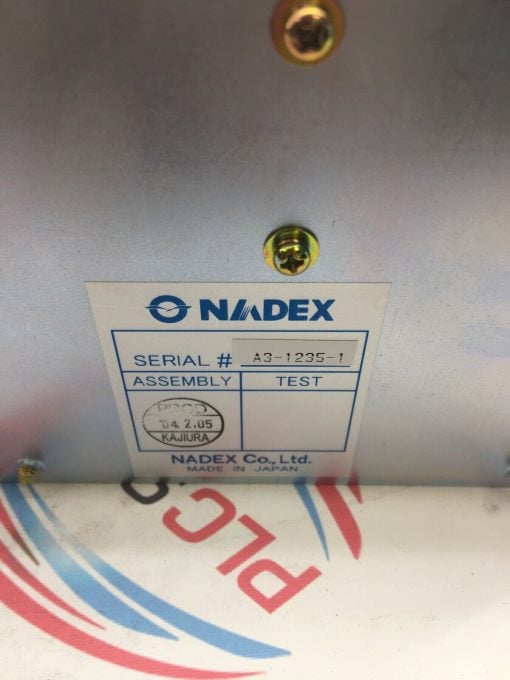 NADEX
SERIAL # A3-1235-1
ASSEMBLY TEST
PROD
'04 2.05
KAJIURA
NADEX Co., Ltd.
MADE IN JAPAN
PLC